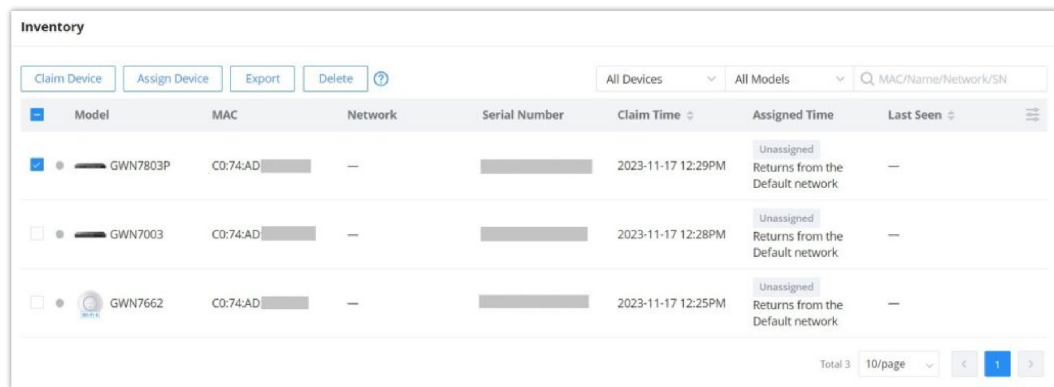 Inventory
Claim Device Assign Device Export Delete ? All Devices All Models MAC/Name/Network/SN
Model MAC Network Serial Number Claim Time Assigned Time Last Seen
GWN7803P C0:74:AD — 2023-11-17 12:29PM Unassigned —
Returns from the
Default network
GWN7003 C0:74:AD — 2023-11-17 12:28PM Unassigned —
Returns from the
Default network
GWN7662 C0:74:AD — 2023-11-17 12:25PM Unassigned —
Returns from the
Default network
Total 3 10/page < 1 >